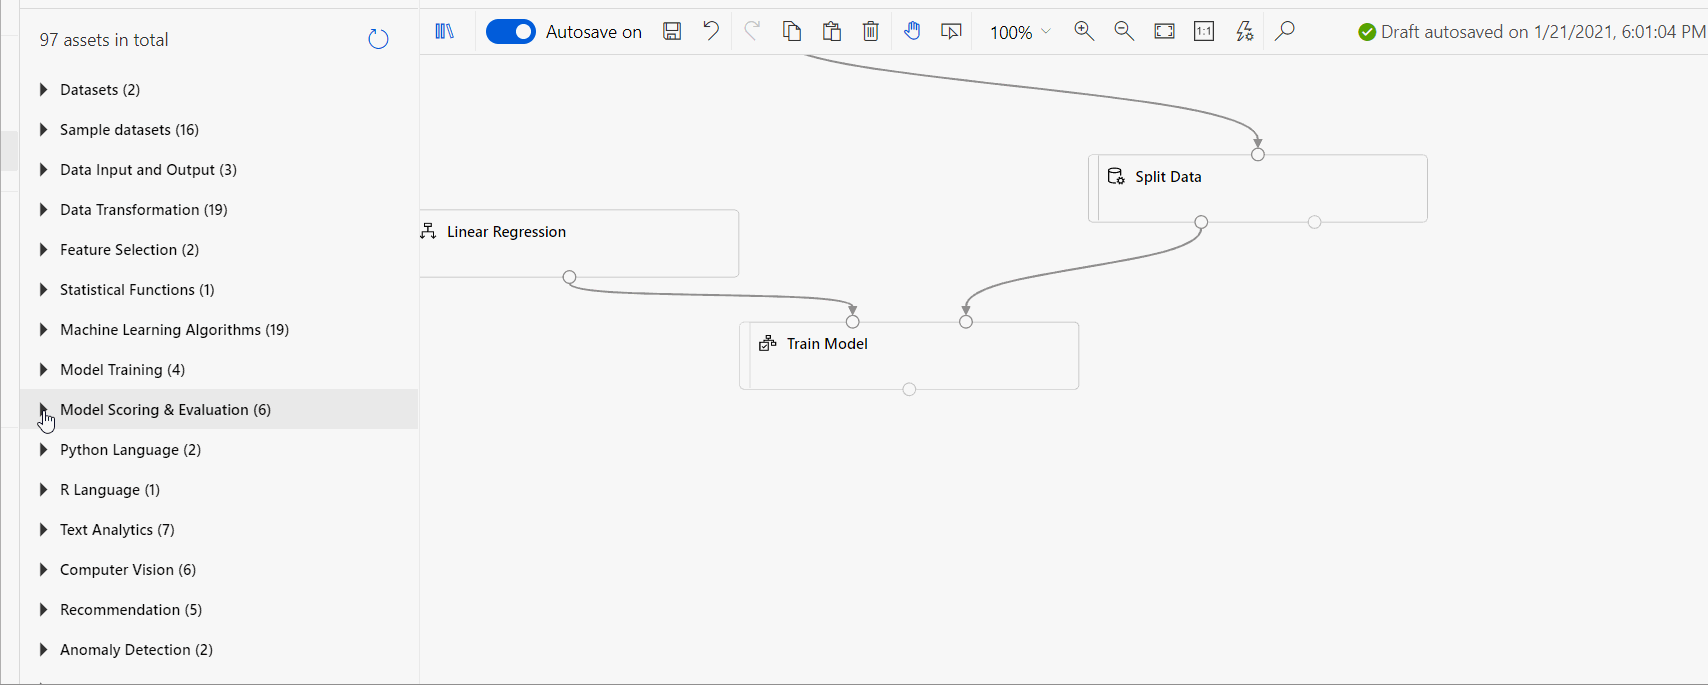 97 assets in total
Datasets (2)
Sample datasets (16)
Data Input and Output (3)
Data Transformation (19)
Feature Selection (2)
Statistical Functions (1)
Machine Learning Algorithms (19)
Model Training (4)
Model Scoring & Evaluation (6)
Python Language (2)
R Language (1)
Text Analytics (7)
Computer Vision (6)
Recommendation (5)
Anomaly Detection (2)
Autosave on
100%
1:1
Draft autosaved on 1/21/2021, 6:01:04 PM
Split Data
Linear Regression
Train Model